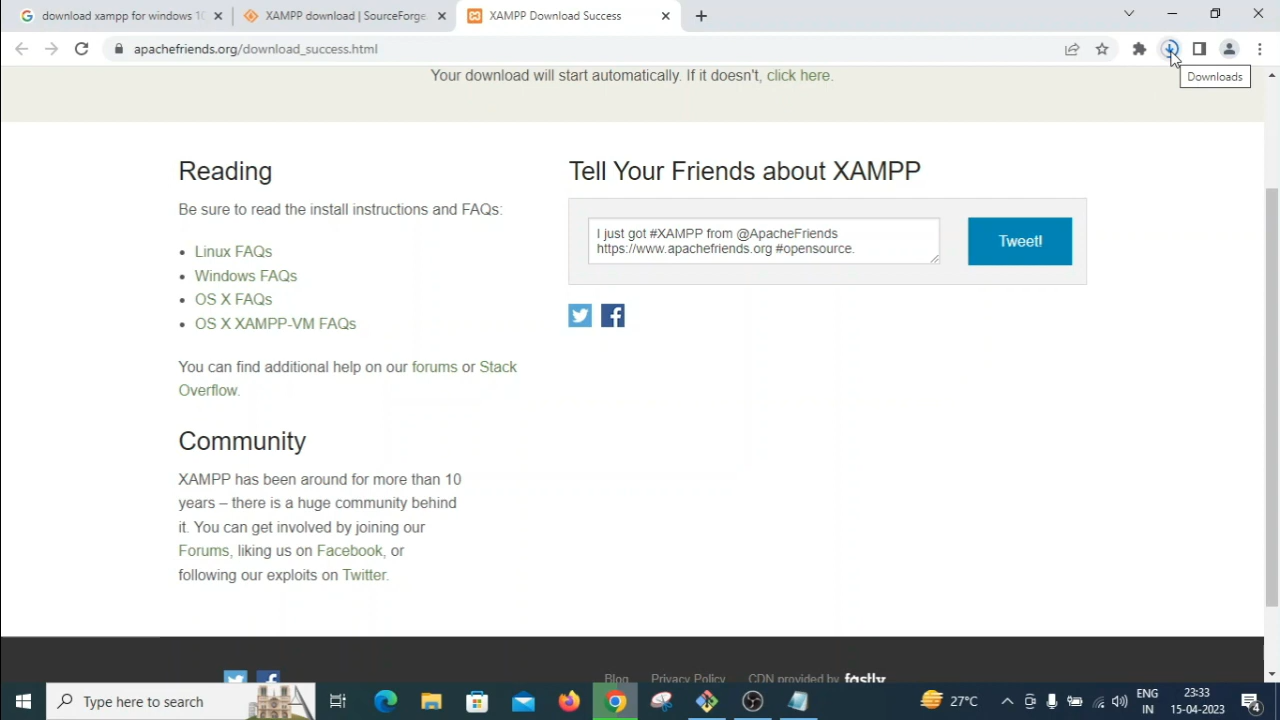 download xampp for windows 10
XAMPP download | SourceForge.
XAMPP Download Success
apachefriends.org/download_success.html
Downloads
Your download will start automatically. If it doesn't, click here.
Reading
Be sure to read the install instructions and FAQs:
Linux FAQs
Windows FAQs
OS X FAQs
OS X XAMPP-VM FAQs
You can find additional help on our forums or Stack
Overflow.
Community
XAMPP has been around for more than 10
years – there is a huge community behind
it. You can get involved by joining our
Forums, liking us on Facebook, or
following our exploits on Twitter.
Tell Your Friends about XAMPP
I just got #XAMPP from @ApacheFriends
https://www.apachefriends.org #opensource.
Tweet!
Blog Privacy Policy CDN provided by fastly
Type here to search
27°C
ENG
IN
23:33
15-04-2023
4